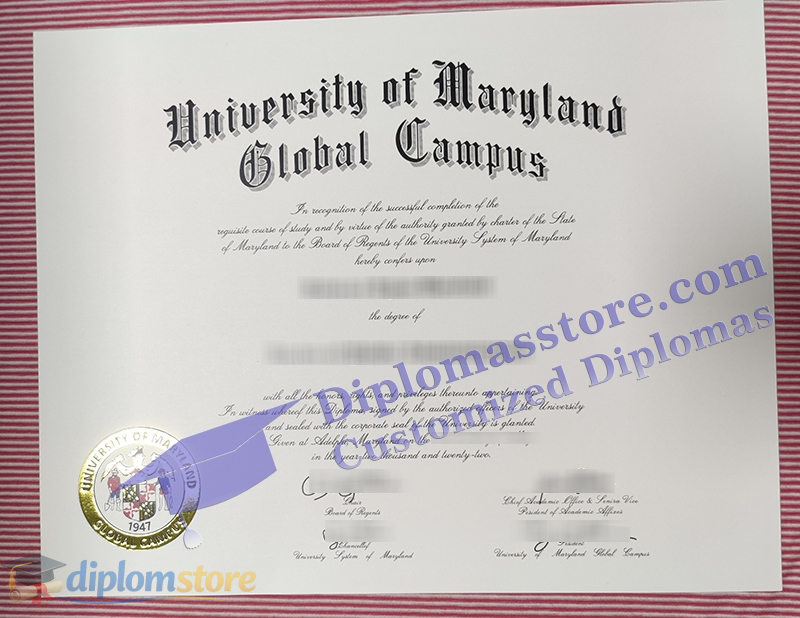 University of Maryland
Global Campus
In recognition of the successful completion of the
requisite course of study and by virtue of the authority granted by charter of the State
of Maryland to the Board of Regents of the University System of Maryland
hereby confers upon
the degree of
with all the honors, rights, and privileges thereunto appertaining.
In witness whereof this Diploma, signed by the authorized officers of the University
and sealed with the corporate seal of the University is granted.
Given at Adelphi, Maryland on the
in the year two thousand and twenty-two.
Diplomasstore.com
Customized Diplomas
UNIVERSITY OF MARYLAND
1947
GLOBAL CAMPUS
Chair
Board of Regents
Chief Academic Office & Senira Vice
President of Academic Affires
Chancellof
University System of Maryland
President
University of Maryland Global Campus
diplomstore